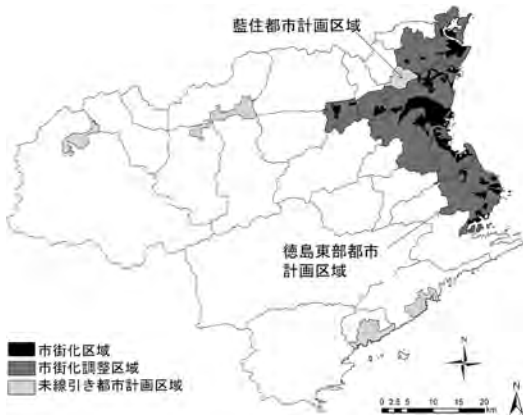 藍住都市計画区域
徳島東部都市
計画区域
市街化区域
市街化調整区域
未線引き都市計画区域
0 2.5 5 10 15 20
km
N